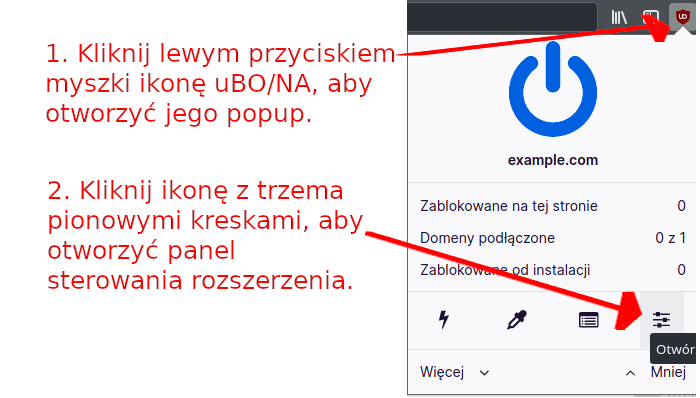 1. Kliknij lewym przyciskiem
myszki ikonę uBO/NA, aby
otworzyć jego popup.
2. Kliknij ikonę z trzema
pionowymi kreskami, aby
otworzyć panel
sterowania rozszerzenia.
example.com
Zablokowane na tej stronie 0
Domeny podłączone 0 z 1
Zablokowane od instalacji 0
Otwór
Więcej Mniej